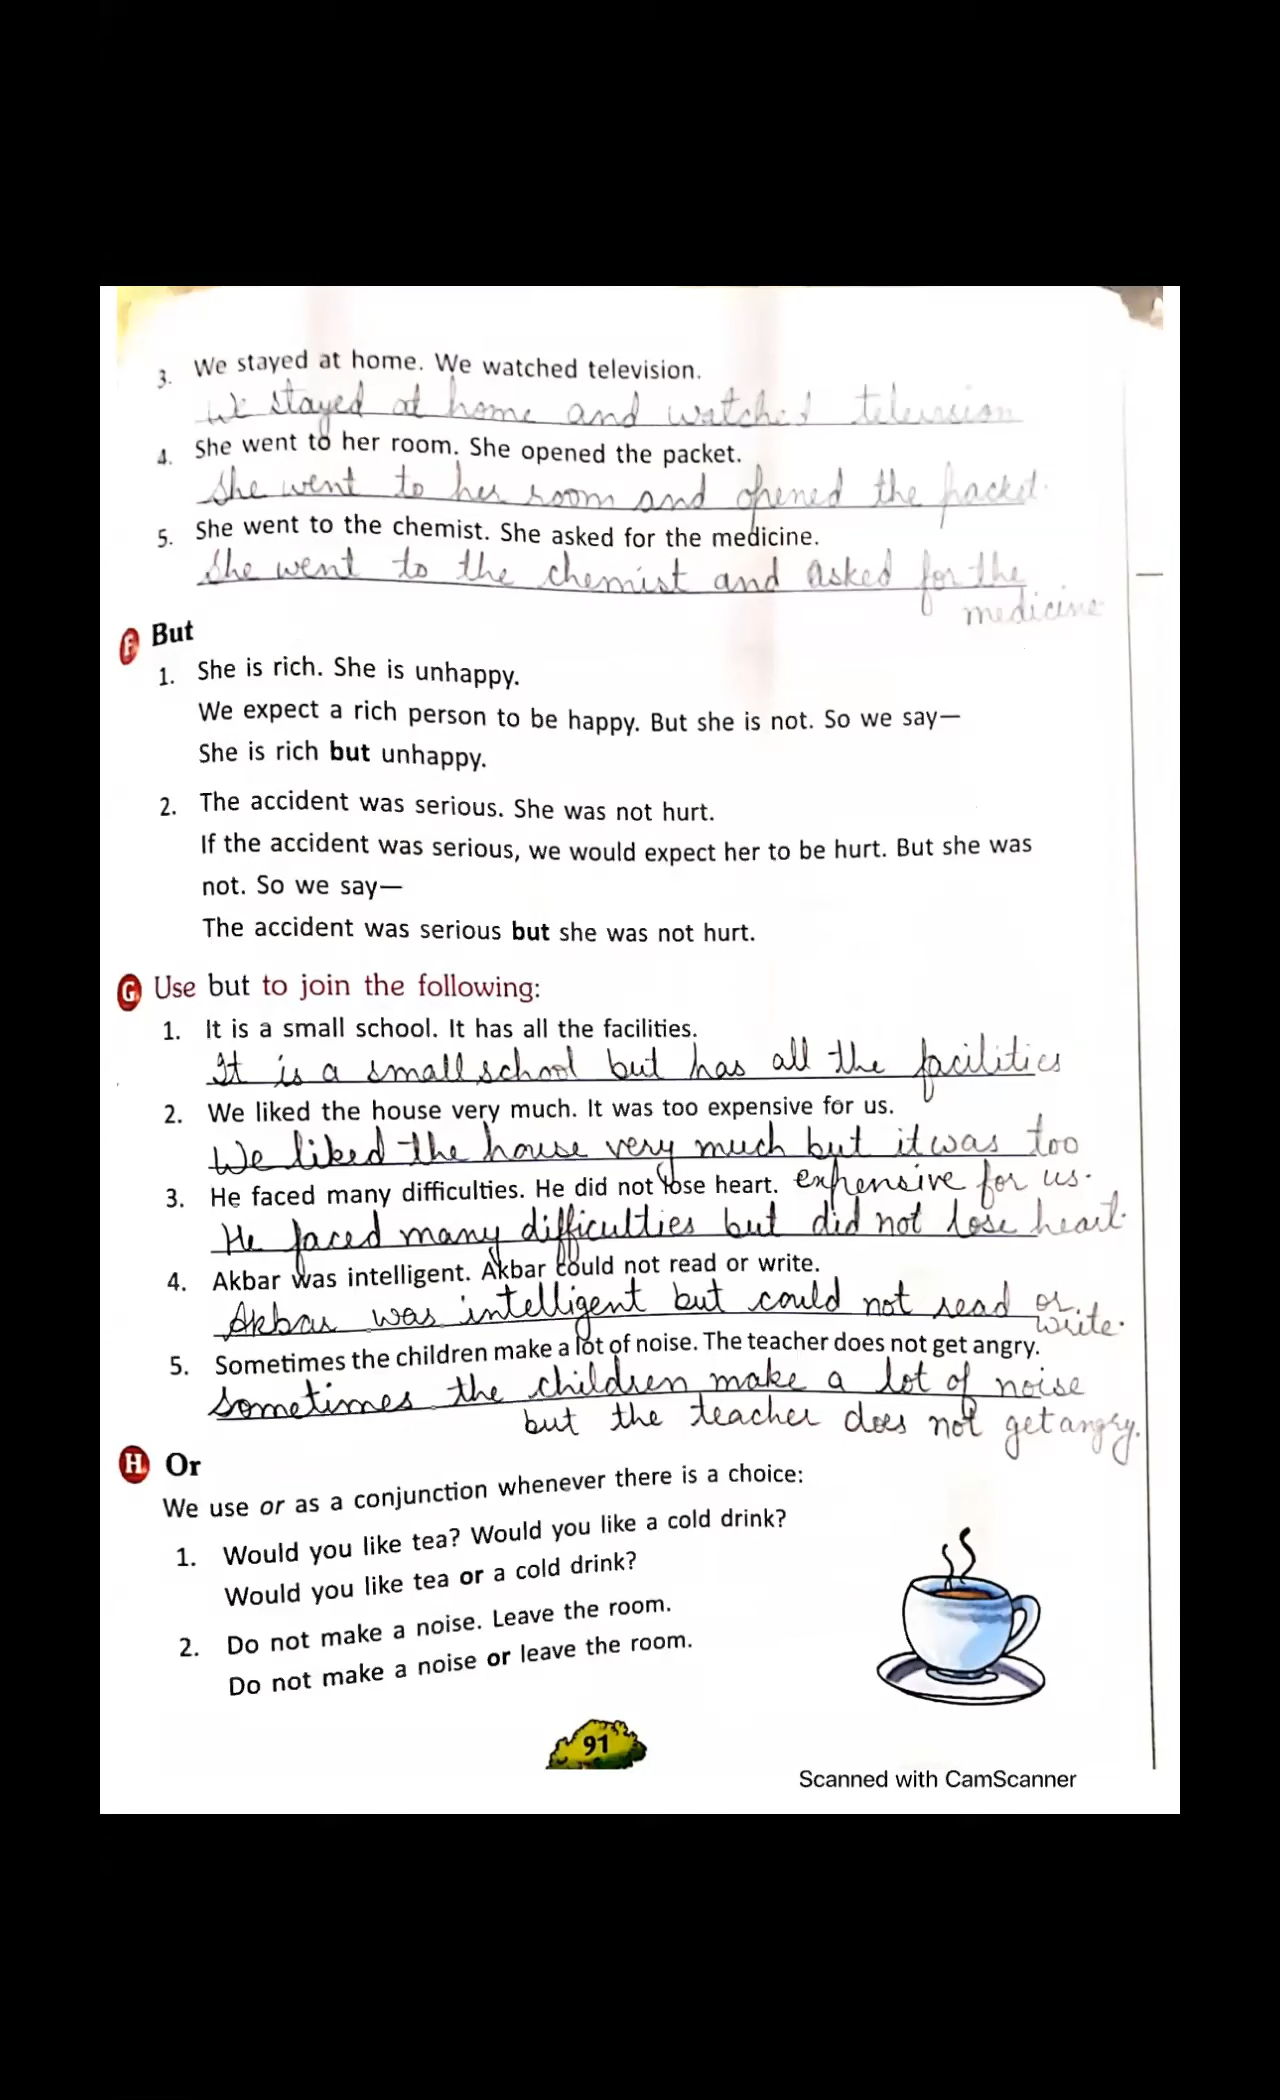 3. We stayed at home. We watched television.
We stayed at home and watched television
4. She went to her room. She opened the packet.
She went to her room and opened the packet.
5. She went to the chemist. She asked for the medicine.
She went to the chemist and asked for the
medicine.
F But
1. She is rich. She is unhappy.
We expect a rich person to be happy. But she is not. So we say—
She is rich but unhappy.
2. The accident was serious. She was not hurt.
If the accident was serious, we would expect her to be hurt. But she was
not. So we say—
The accident was serious but she was not hurt.
G Use but to join the following:
1. It is a small school. It has all the facilities.
It is a small school but has all the facilities
2. We liked the house very much. It was too expensive for us.
We liked the house very much but it was too
expensive for us.
3. He faced many difficulties. He did not lose heart.
He faced many difficulties but did not lose heart.
4. Akbar was intelligent. Akbar could not read or write.
Akbar was intelligent but could not read or
write.
5. Sometimes the children make a lot of noise. The teacher does not get angry.
sometimes the children make a lot of noise
but the teacher does not get angry.
H Or
We use or as a conjunction whenever there is a choice:
1. Would you like tea? Would you like a cold drink?
Would you like tea or a cold drink?
2. Do not make a noise. Leave the room.
Do not make a noise or leave the room.
91
Scanned with CamScanner